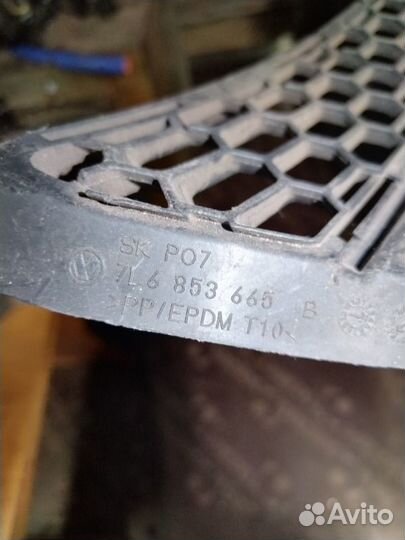 SK PO7
7L6 853 665 B
>PP/EPDM T10<
Avito